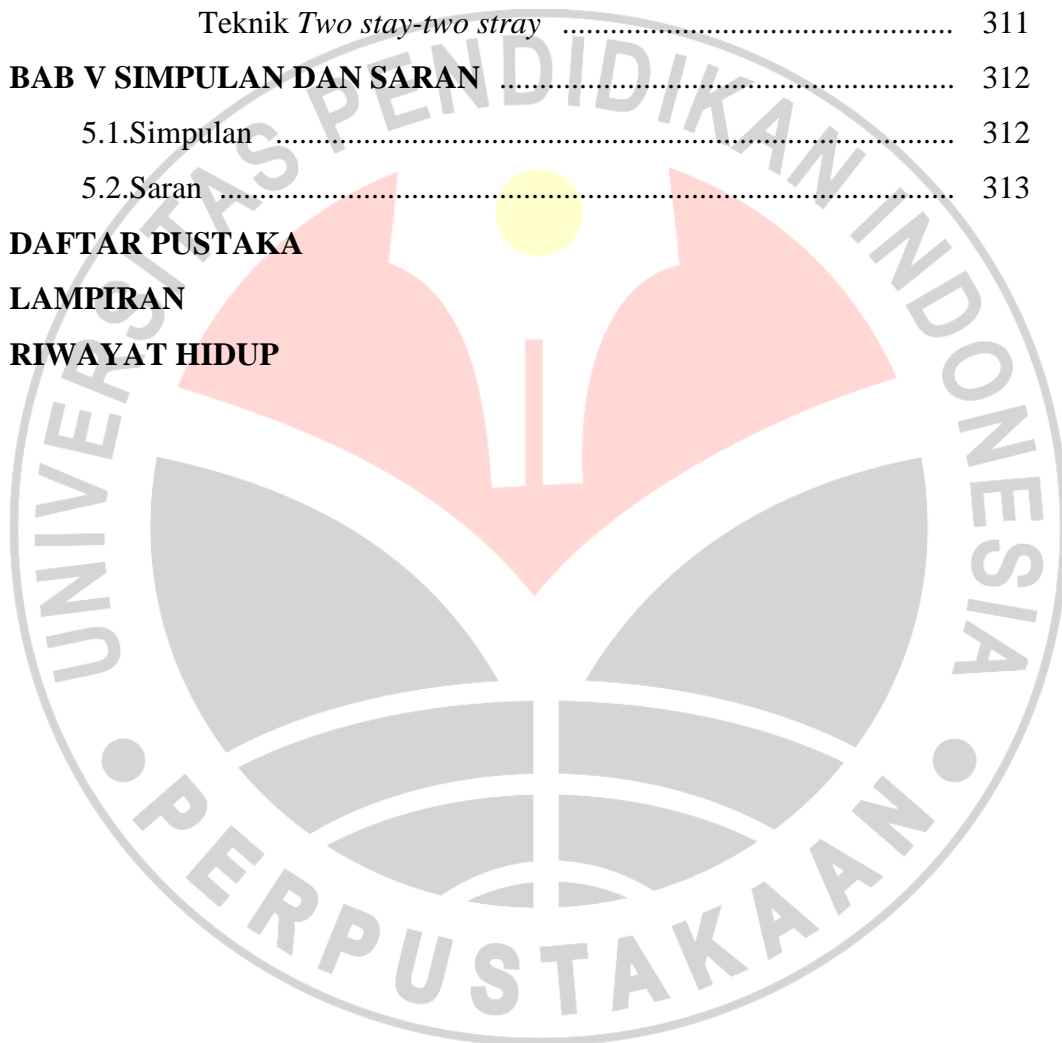 Teknik Two stay-two stray ................................................ 311
BAB V SIMPULAN DAN SARAN ........................................................ 312
5.1.Simpulan ................................................................................... 312
5.2.Saran .......................................................................................... 313
DAFTAR PUSTAKA
LAMPIRAN
RIWAYAT HIDUP
UNIVERSITAS PENDIDIKAN INDONESIA
PERPUSTAKAAN